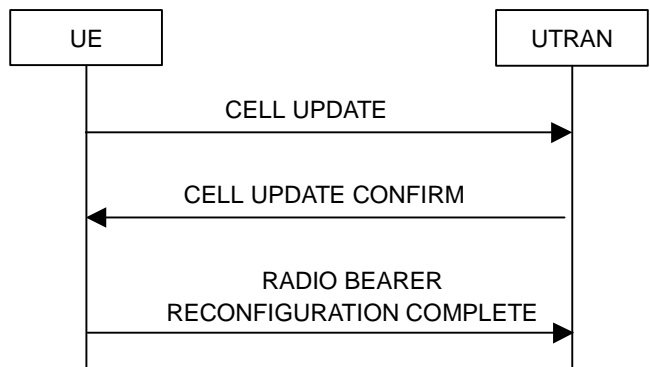 UE
UTRAN
CELL UPDATE
CELL UPDATE CONFIRM
RADIO BEARER
RECONFIGURATION COMPLETE